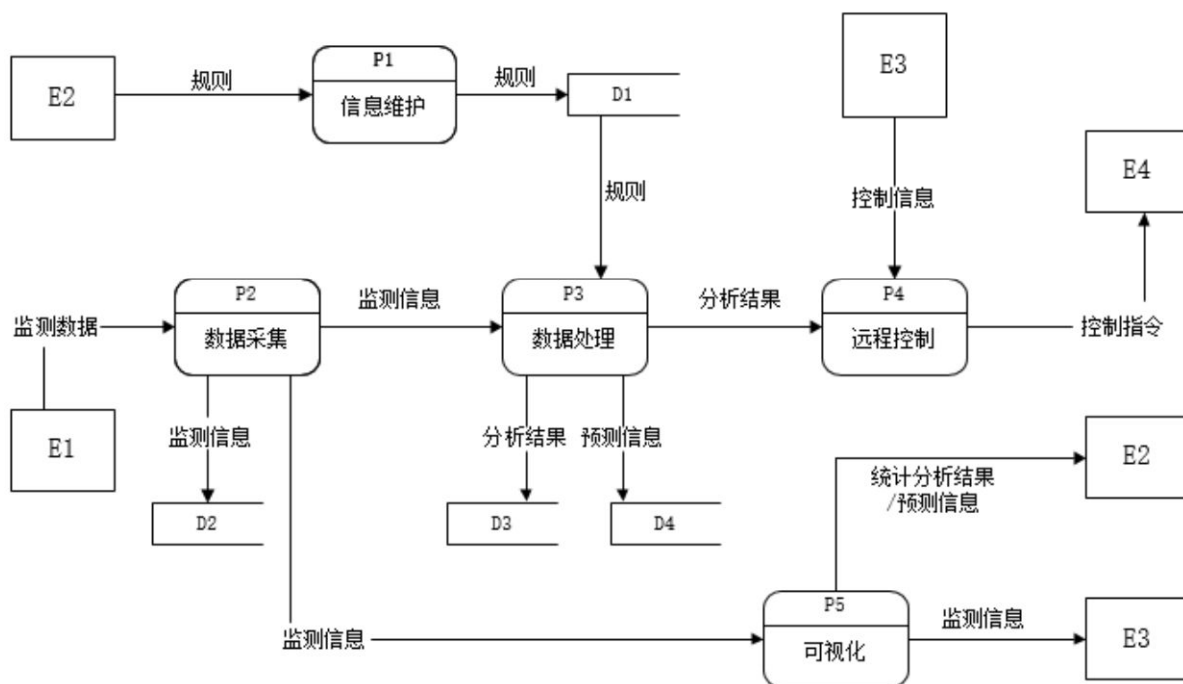 P1
E3
E2
规则
规则
D1
信息维护
E4
规则
控制信息
P2
监测信息
P3
分析结果
P4
监测数据
数据采集
数据处理
远程控制
控制指令
E1
监测信息
分析结果
预测信息
E2
统计分析结果
/预测信息
D2
D3
D4
P5
监测信息
监测信息
可视化
E3